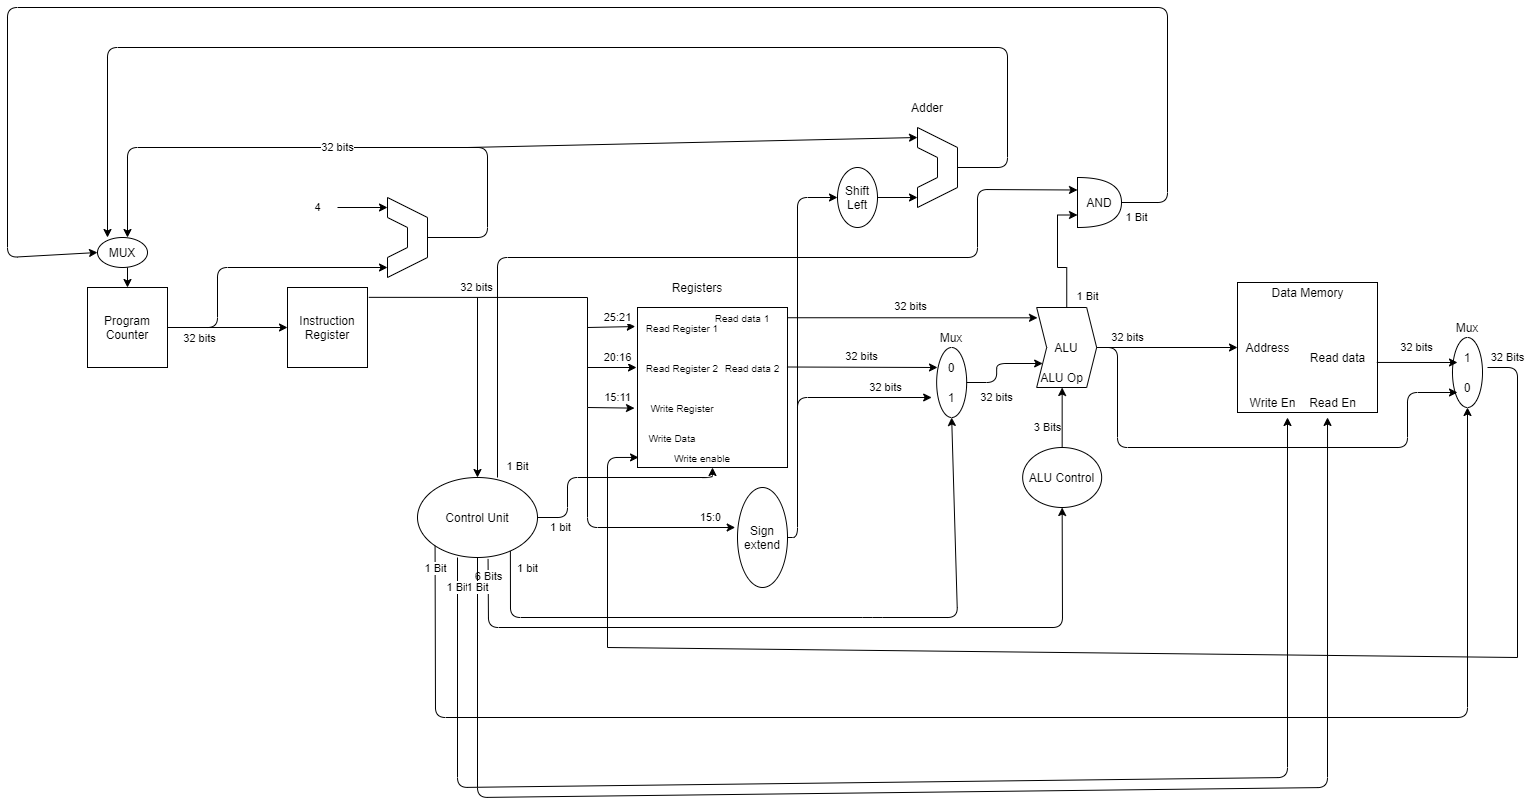 Adder
32 bits
Shift
Left
AND
4
1 Bit
MUX
32 bits
Registers
1 Bit
Data Memory
Program
Counter
Instruction
Register
32 bits
25:21
Read Register 1
Read data 1
32 bits
ALU
ALU Op
32 bits
Address
Read data
Write En
Read En
32 bits
Mux
1
0
32 Bits
20:16
Read Register 2
Read data 2
32 bits
Mux
0
1
32 bits
32 bits
15:11
Write Register
Write Data
Write enable
3 Bits
ALU Control
1 Bit
Control Unit
1 bit
15:0
Sign
extend
1 Bit
1 Bit
1 Bit
6 Bits
1 bit